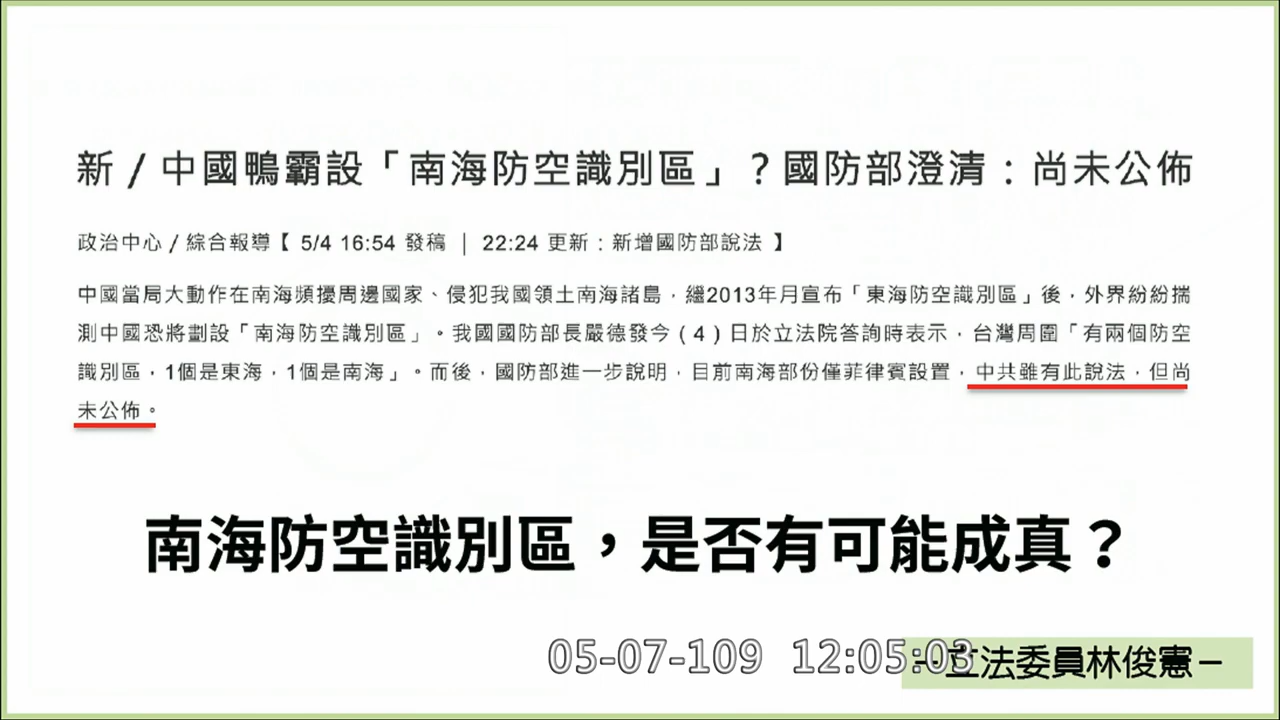 新/中國鴨霸設「南海防空識別區」?國防部澄清:尚未公佈
政治中心/綜合報導【 5/4 16:54 發稿 │ 22:24 更新:新增國防部說法 】
中國當局大動作在南海頻擾周邊國家、侵犯我國領土南海諸島,繼2013年月宣布「東海防空識別區」後,外界紛紛揣
測中國恐將劃設「南海防空識別區」。我國國防部長嚴德發今(4)日於立法院答詢時表示,台灣周圍「有兩個防空
識別區,1個是東海,1個是南海」。而後,國防部進一步說明,目前南海部份僅菲律賓設置,中共雖有此說法,但尚
未公佈。
南海防空識別區,是否有可能成真?
05-07-109 12:05:03
－立法委員林俊憲－